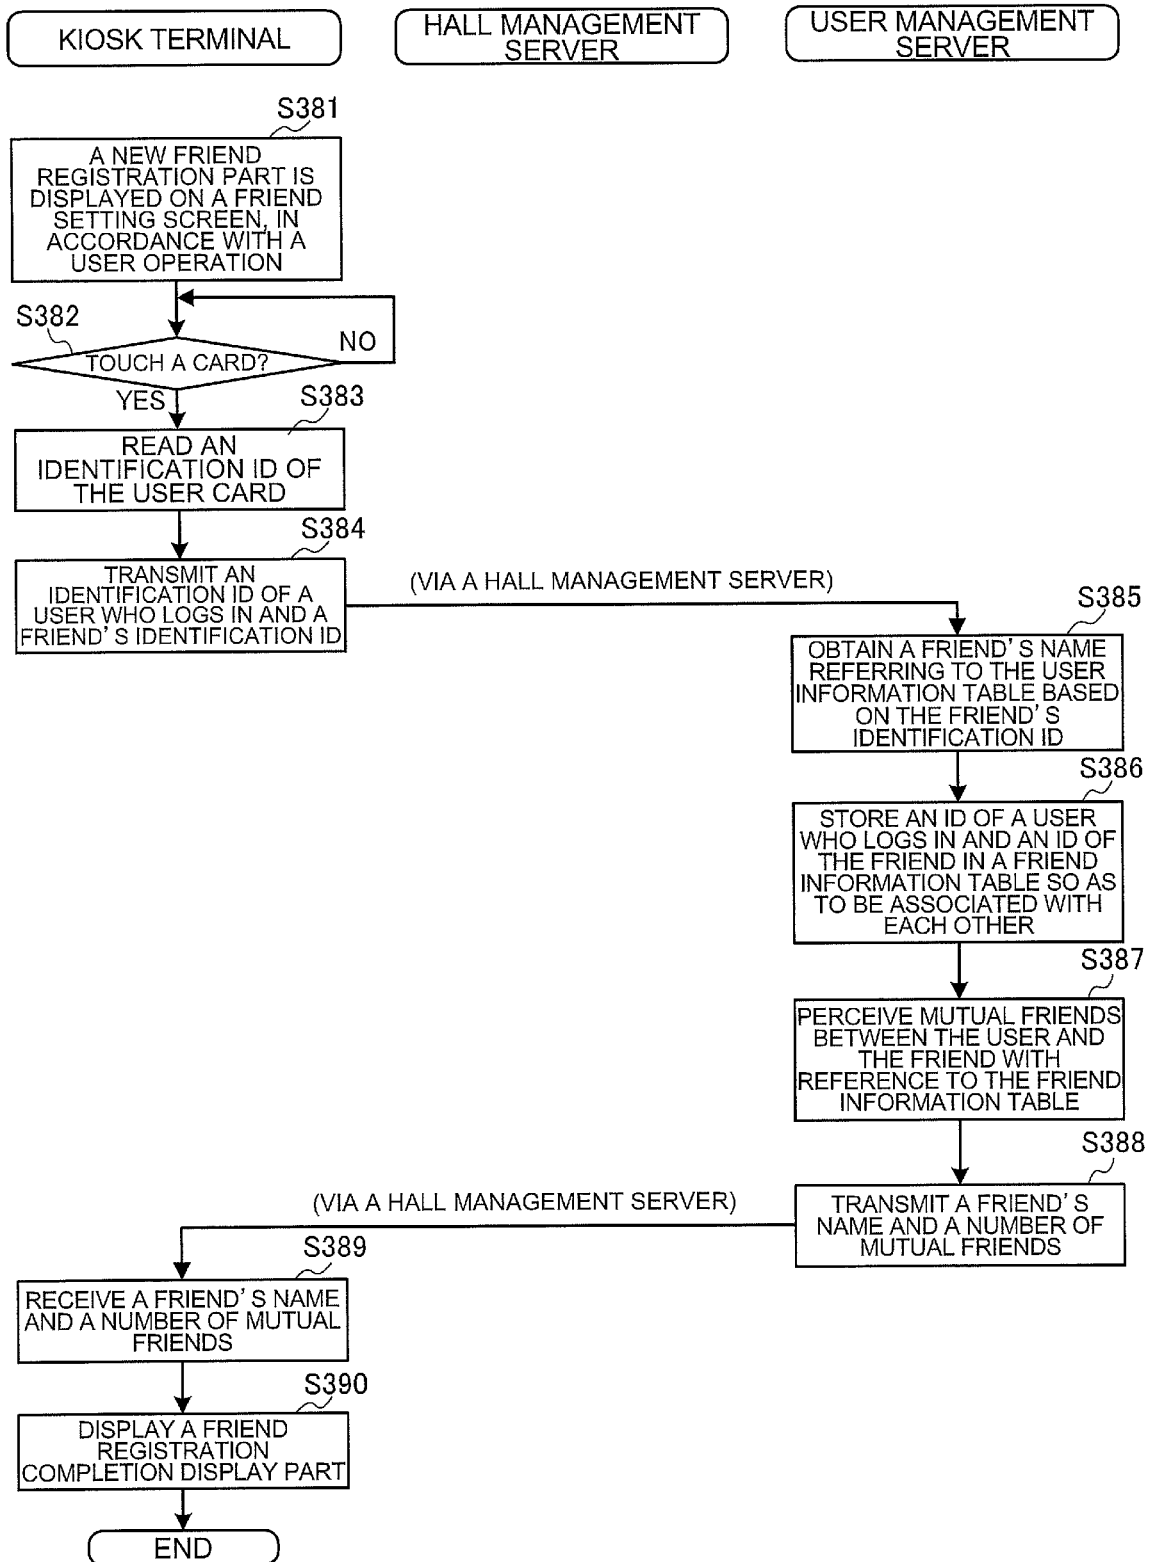 KIOSK TERMINAL
HALL MANAGEMENT
SERVER
USER MANAGEMENT
SERVER
S381
A NEW FRIEND
REGISTRATION PART IS
DISPLAYED ON A FRIEND
SETTING SCREEN, IN
ACCORDANCE WITH A
USER OPERATION
S382
TOUCH A CARD?
NO
YES
S383
READ AN
IDENTIFICATION ID OF
THE USER CARD
S384
TRANSMIT AN
IDENTIFICATION ID OF A
USER WHO LOGS IN AND A
FRIEND'S IDENTIFICATION ID
(VIA A HALL MANAGEMENT SERVER)
S385
OBTAIN A FRIEND'S NAME
REFERRING TO THE USER
INFORMATION TABLE BASED
ON THE FRIEND'S
IDENTIFICATION ID
S386
STORE AN ID OF A USER
WHO LOGS IN AND AN ID OF
THE FRIEND IN A FRIEND
INFORMATION TABLE SO AS
TO BE ASSOCIATED WITH
EACH OTHER
S387
PERCEIVE MUTUAL FRIENDS
BETWEEN THE USER AND
THE FRIEND WITH
REFERENCE TO THE FRIEND
INFORMATION TABLE
S388
TRANSMIT A FRIEND'S
NAME AND A NUMBER OF
MUTUAL FRIENDS
(VIA A HALL MANAGEMENT SERVER)
S389
RECEIVE A FRIEND'S NAME
AND A NUMBER OF MUTUAL
FRIENDS
S390
DISPLAY A FRIEND
REGISTRATION
COMPLETION DISPLAY PART
END